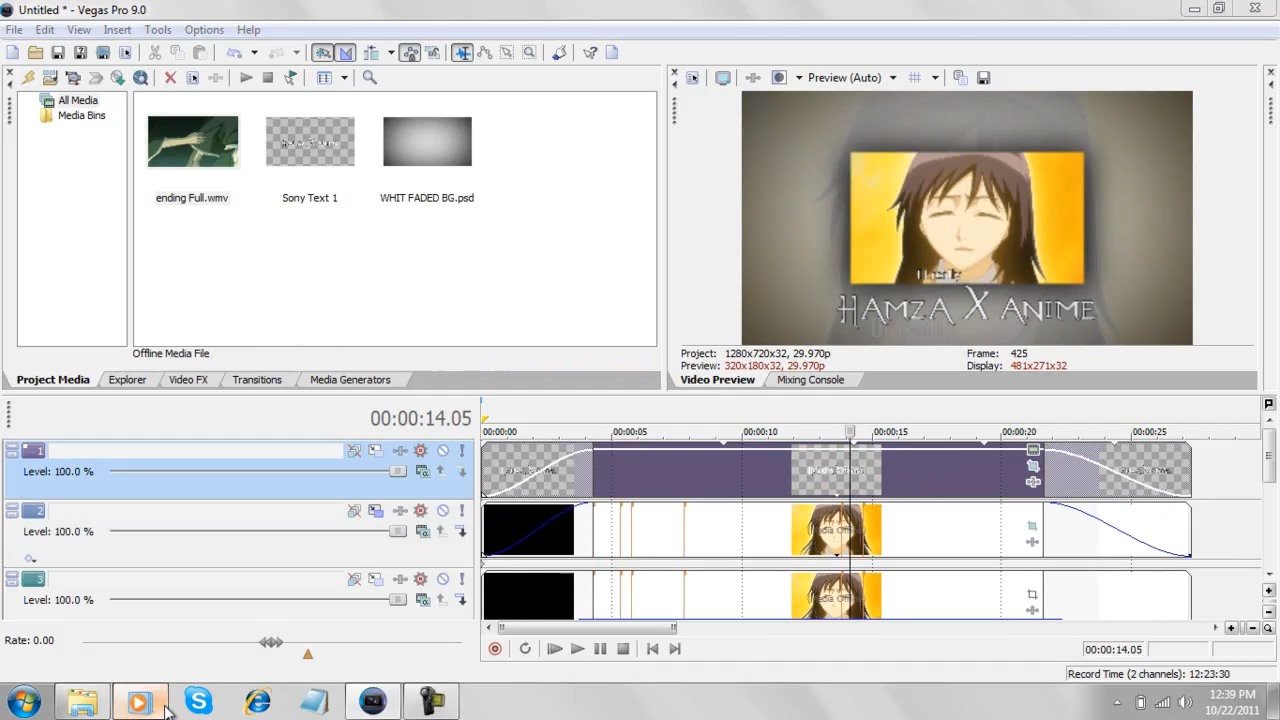 Untitled * - Vegas Pro 9.0
File Edit View Insert Tools Options Help
Preview (Auto)
All Media
Media Bins
ending Full.wmv
Sony Text 1
WHIT FADED BG.psd
HAMZA X ANIME
Offline Media File
Project: 1280x720x32, 29.970p
Frame: 425
Preview: 320x180x32, 29.970p
Display: 481x271x32
Project Media Explorer Video FX Transitions Media Generators
Video Preview Mixing Console
00:00:14.05
00:00:00 00:00:05 00:00:10 00:00:15 00:00:20 00:00:25
1
Level: 100.0 %
2
Level: 100.0 %
3
Level: 100.0 %
Rate: 0.00
00:00:14.05
Record Time (2 channels): 12:23:30
12:39 PM
10/22/2011